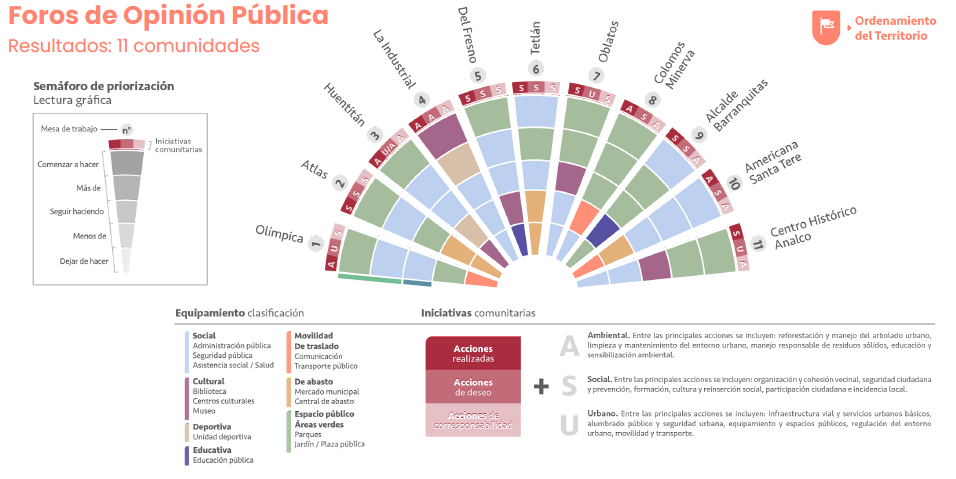 Foros de Opinión Pública
Resultados: 11 comunidades
Ordenamiento
del Territorio
Semáforo de priorización
Lectura gráfica
Mesa de trabajo
n°
Iniciativas
comunitarias
Comenzar a hacer
Más de
Seguir haciendo
Menos de
Dejar de hacer
Olímpica
1
A U S
Atlas
2
S S S
Huentitán
3
A U/A A
La Industrial
4
A A A
Del Fresno
5
S S S
Tetlán
6
S S S
Oblatos
7
S U S
Colomos
Minerva
8
A S A
Alcalde
Barranquitas
9
S S A
Americana
Santa Tere
10
A S A
Centro Histórico
Analco
11
S U A
Equipamiento clasificación
Social
Administración pública
Seguridad pública
Asistencia social / Salud
Cultural
Biblioteca
Centros culturales
Museo
Deportiva
Unidad deportiva
Educativa
Educación pública
Movilidad
De traslado
Comunicación
Transporte público
De abasto
Mercado municipal
Central de abasto
Espacio público
Áreas verdes
Parques
Jardín / Plaza pública
Iniciativas comunitarias
Acciones
realizadas
Acciones
de deseo
Acciones de
corresponsabilidad
+
A
Ambiental. Entre las principales acciones se incluyen: reforestación y manejo del arbolado urbano,
limpieza y mantenimiento del entorno urbano, manejo responsable de residuos sólidos, educación y
sensibilización ambiental.
S
Social. Entre las principales acciones se incluyen: organización y cohesión vecinal, seguridad ciudadana
y prevención, formación, cultura y reinserción social, participación ciudadana e incidencia local.
U
Urbano. Entre las principales acciones se incluyen: infraestructura vial y servicios urbanos básicos,
alumbrado público y seguridad urbana, equipamiento y espacios públicos, regulación del entorno
urbano, movilidad y transporte.